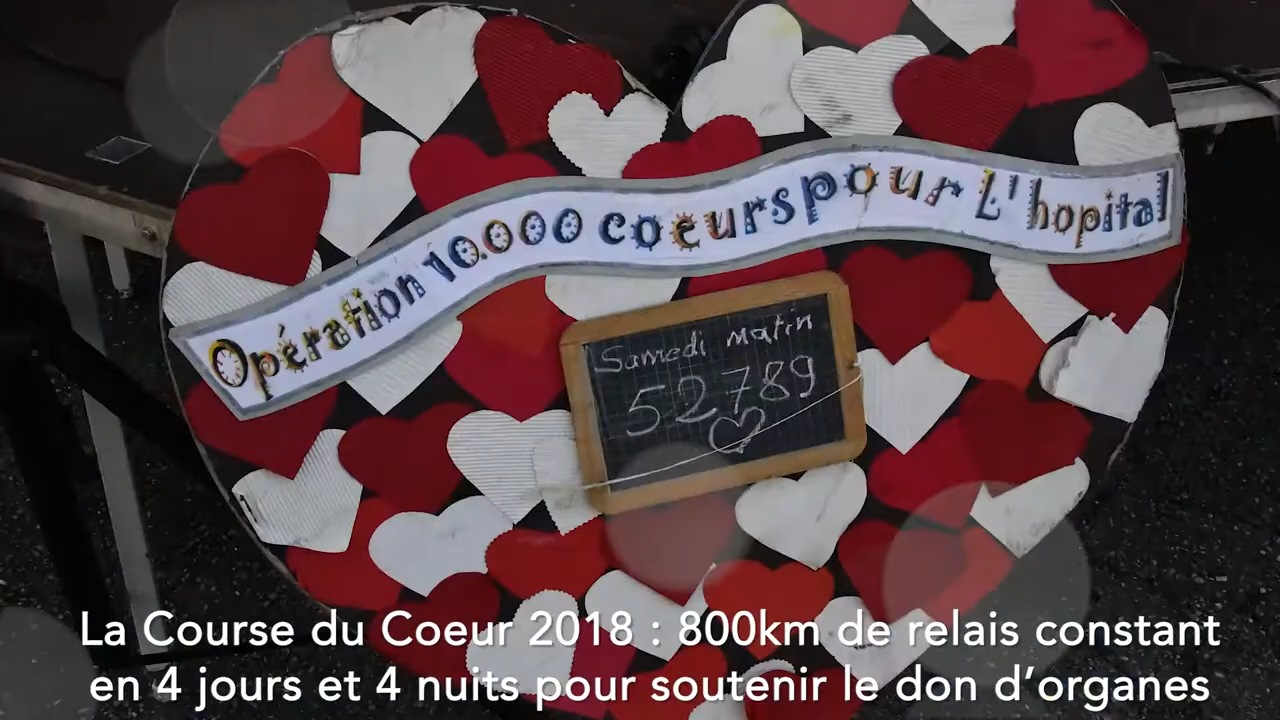 Opération 10.000 coeurs pour L'hopital
Samedi Matin
52789
La Course du Coeur 2018 : 800km de relais constant
en 4 jours et 4 nuits pour soutenir le don d’organes